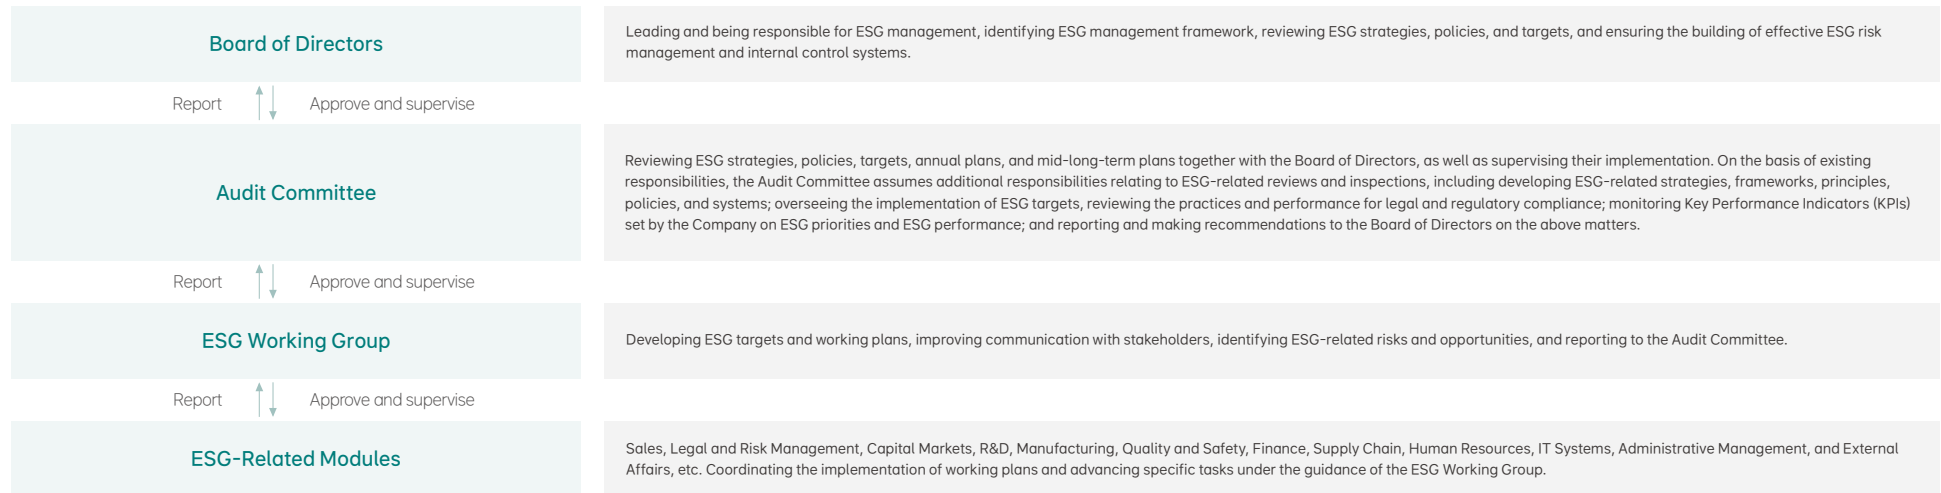 Board of Directors
Leading and being responsible for ESG management, identifying ESG management framework, reviewing ESG strategies, policies, and targets, and ensuring the building of effective ESG risk
management and internal control systems.
Report
Approve and supervise
Audit Committee
Reviewing ESG strategies, policies, targets, annual plans, and mid-long-term plans together with the Board of Directors, as well as supervising their implementation. On the basis of existing
responsibilities, the Audit Committee assumes additional responsibilities relating to ESG-related reviews and inspections, including developing ESG-related strategies, frameworks, principles,
policies, and systems; overseeing the implementation of ESG targets, reviewing the practices and performance for legal and regulatory compliance; monitoring Key Performance Indicators (KPIs)
set by the Company on ESG priorities and ESG performance; and reporting and making recommendations to the Board of Directors on the above matters.
Report
Approve and supervise
ESG Working Group
Developing ESG targets and working plans, improving communication with stakeholders, identifying ESG-related risks and opportunities, and reporting to the Audit Committee.
Report
Approve and supervise
ESG-Related Modules
Sales, Legal and Risk Management, Capital Markets, R&D, Manufacturing, Quality and Safety, Finance, Supply Chain, Human Resources, IT Systems, Administrative Management, and External
Affairs, etc. Coordinating the implementation of working plans and advancing specific tasks under the guidance of the ESG Working Group.